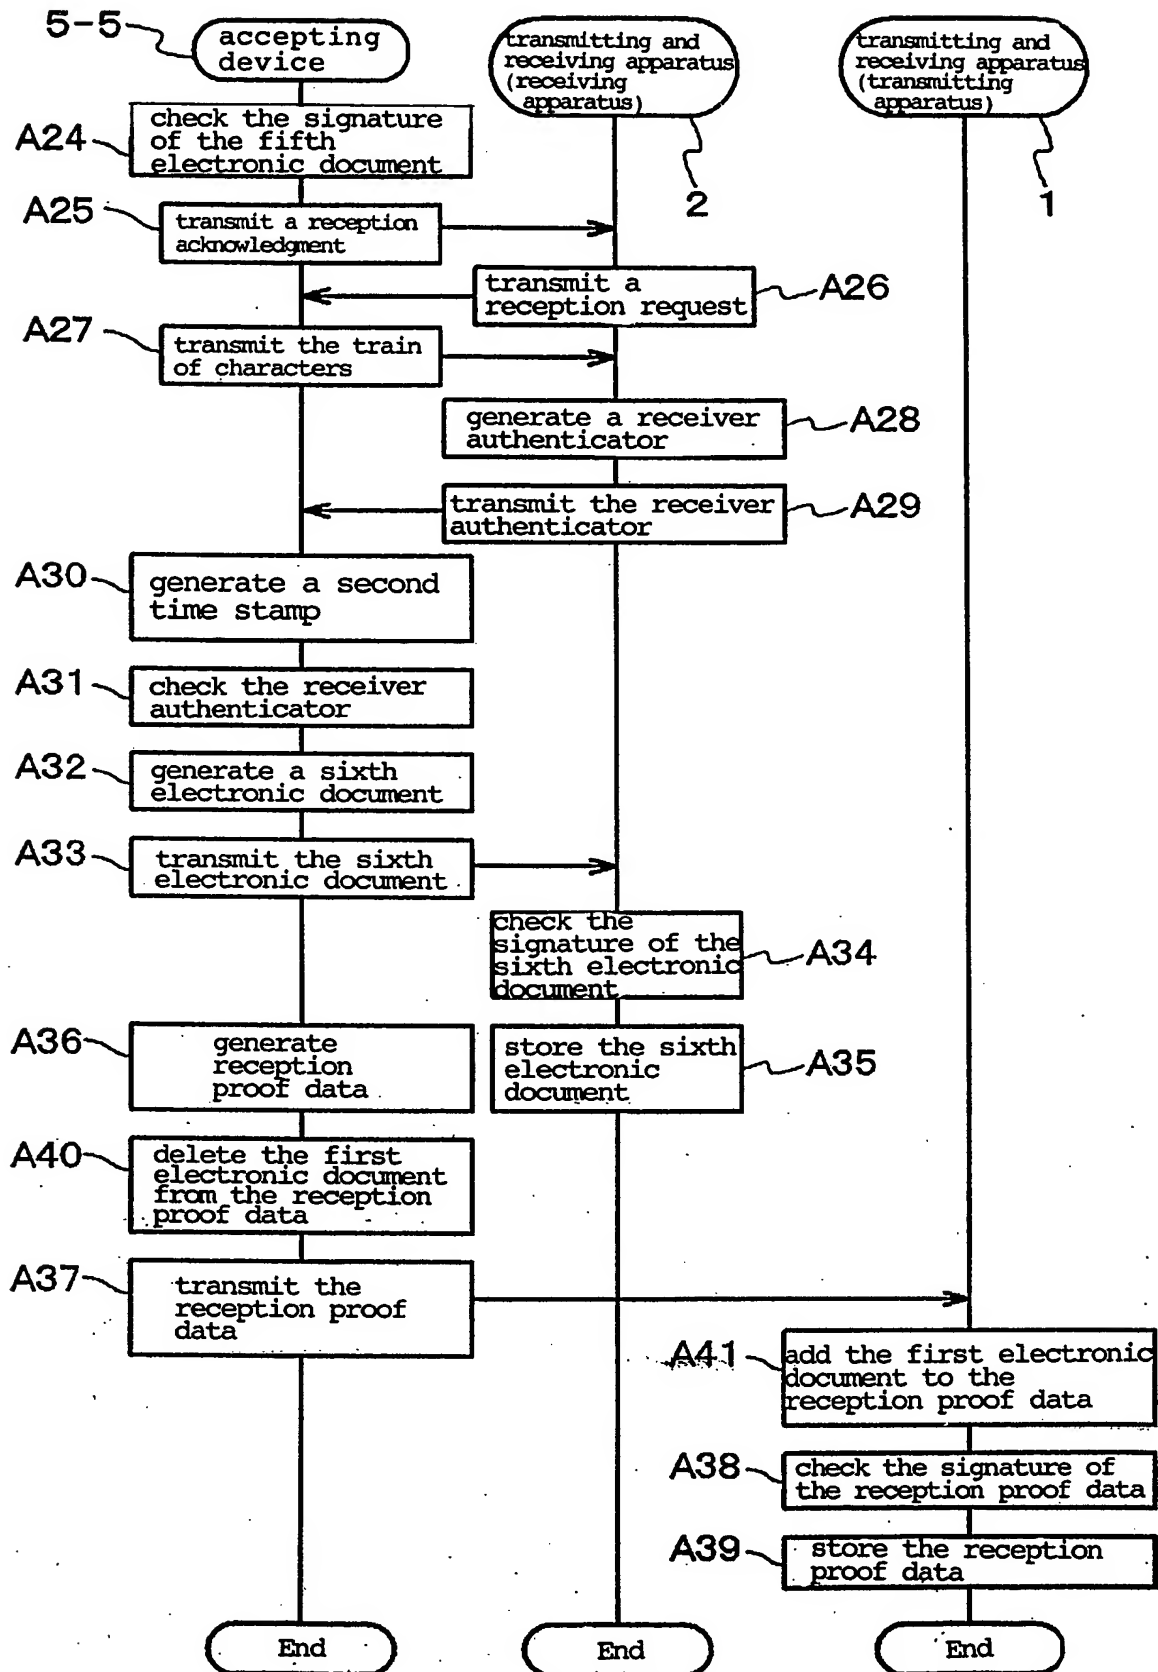 5-5
accepting
device
transmitting and
receiving apparatus
(receiving
apparatus)
2
transmitting and
receiving apparatus
(transmitting
apparatus)
1
A24
check the signature
of the fifth
electronic document
A25
transmit a reception
acknowledgment
transmit a
reception request
A26
A27
transmit the train
of characters
generate a receiver
authenticator
A28
transmit the receiver
authenticator
A29
A30
generate a second
time stamp
A31
check the receiver
authenticator
A32
generate a sixth
electronic document
A33
transmit the sixth
electronic document
check the
signature of the
sixth electronic
document
A34
A36
generate
reception
proof data
store the sixth
electronic
document
A35
A40
delete the first
electronic document
from the reception
proof data
A37
transmit the
reception proof
data
A41
add the first electronic
document to the
reception proof data
A38
check the signature of
the reception proof data
A39
store the reception
proof data
End
End
End